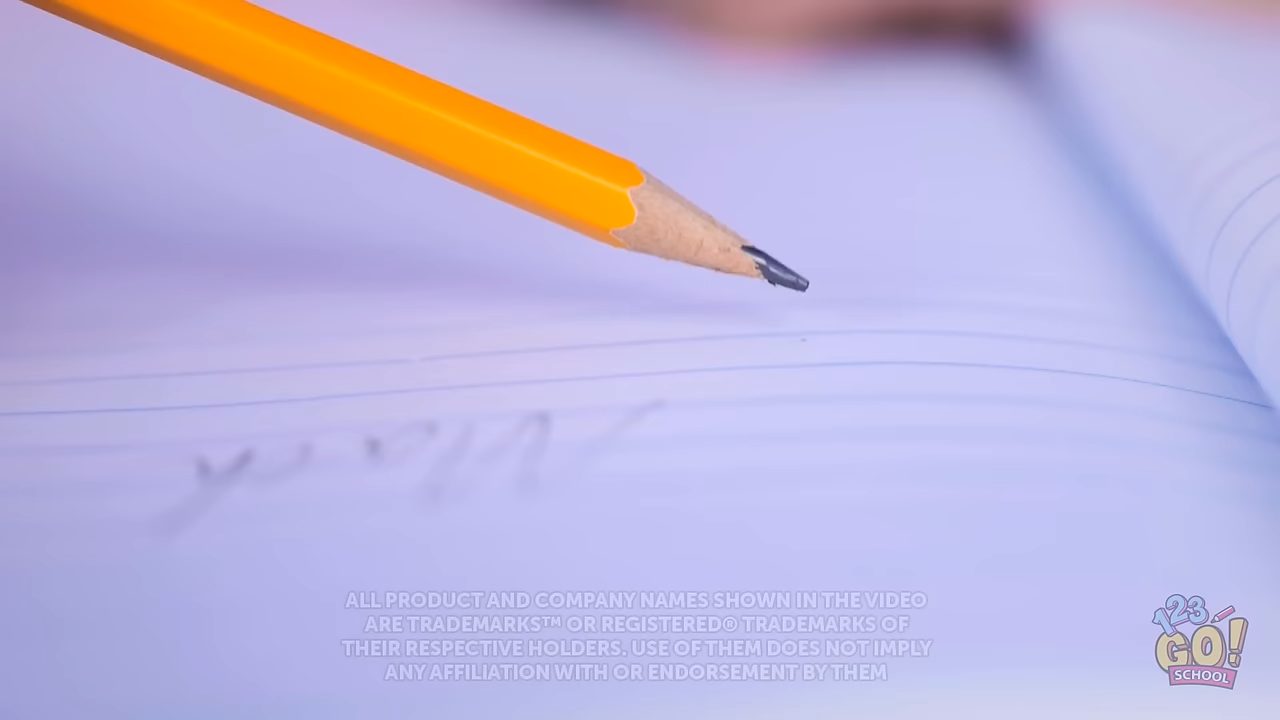 ALL PRODUCT AND COMPANY NAMES SHOWN IN THE VIDEO
ARE TRADEMARKS™ OR REGISTERED® TRADEMARKS OF
THEIR RESPECTIVE HOLDERS. USE OF THEM DOES NOT IMPLY
ANY AFFILIATION WITH OR ENDORSEMENT BY THEM
123
GO!
SCHOOL